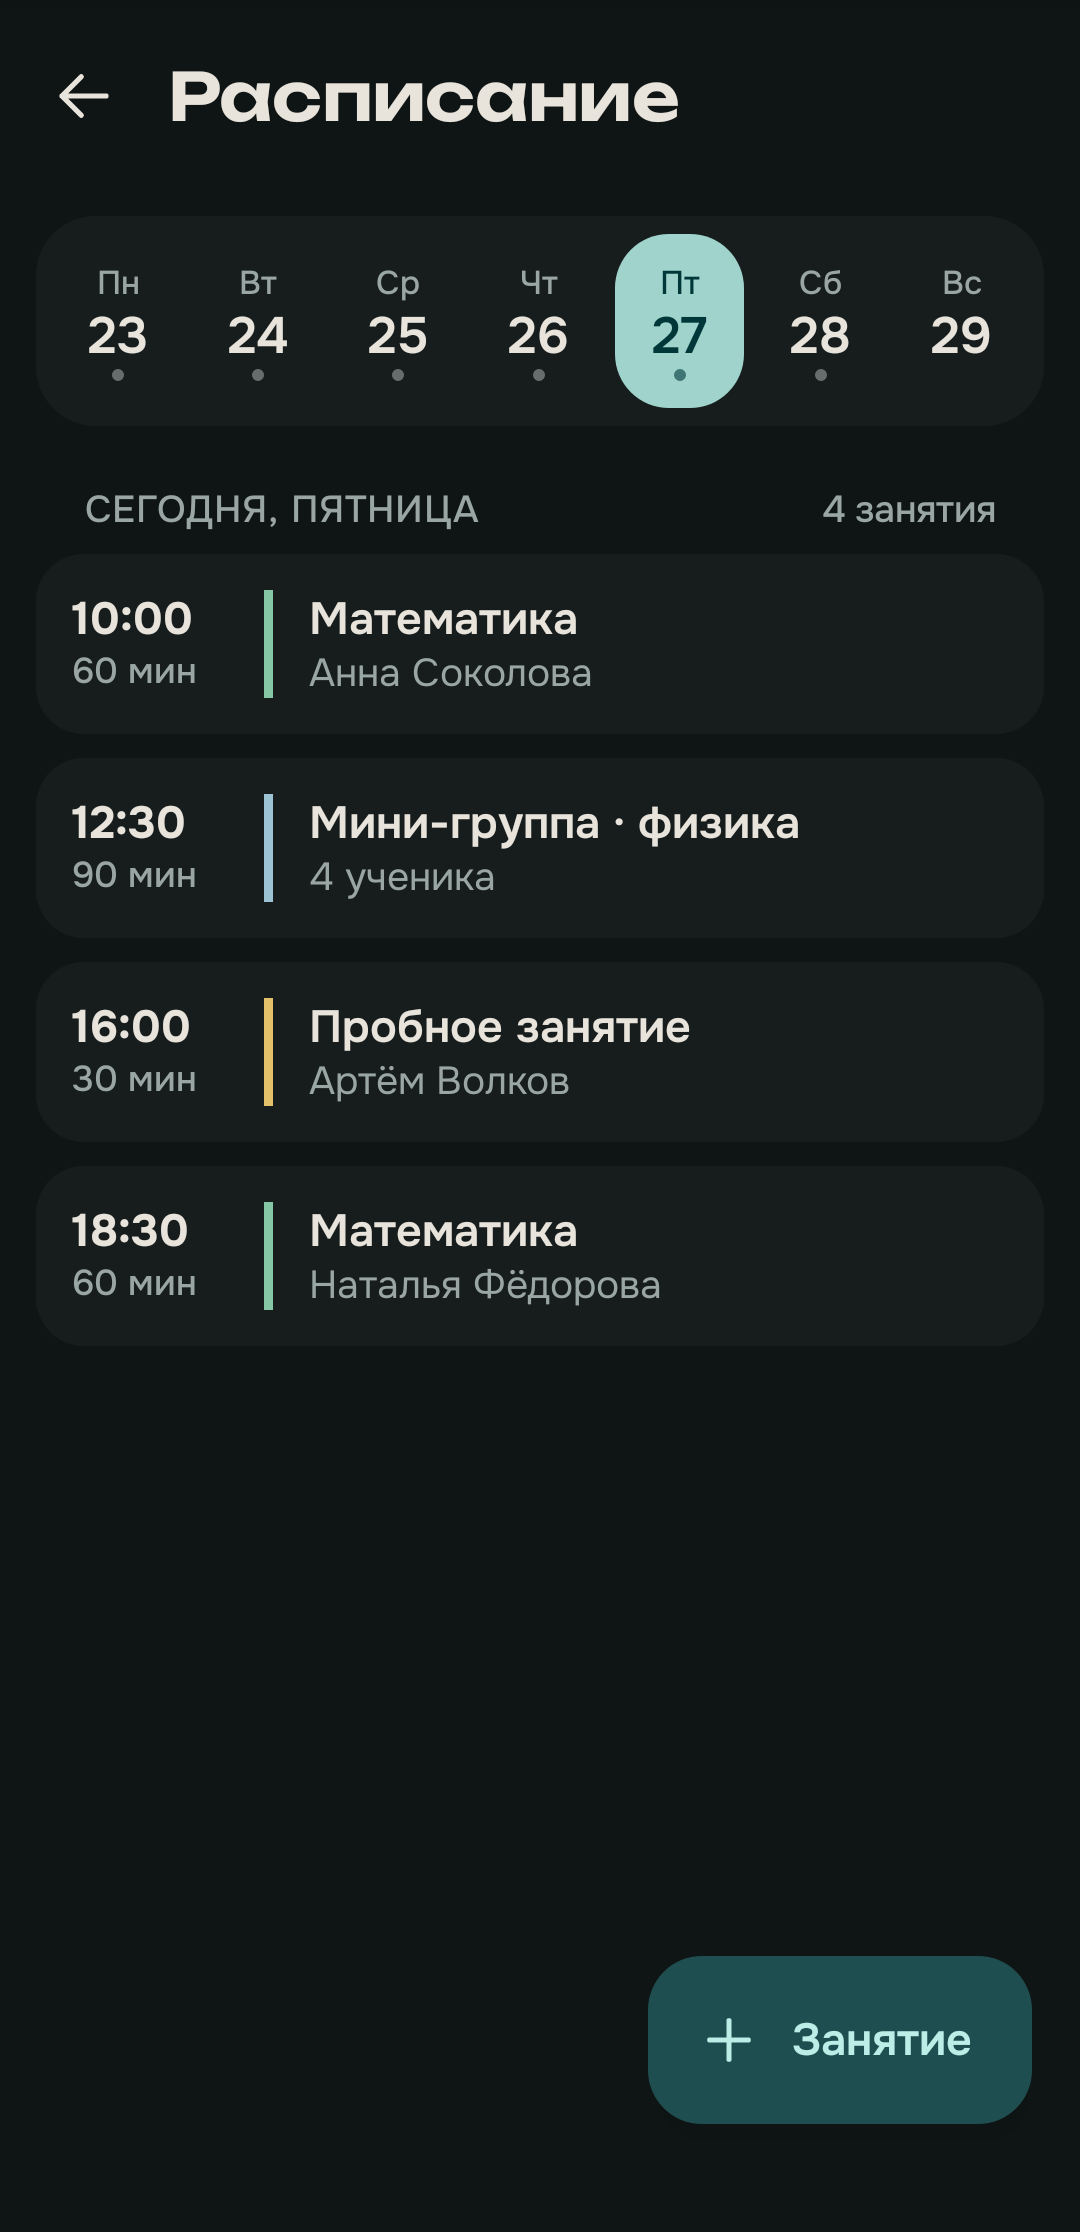 Расписание
Пн Вт Ср Чт Пт Сб Вс
23 24 25 26 27 28 29
СЕГОДНЯ, ПЯТНИЦА 4 занятия
10:00 Математика
60 мин Анна Соколова
12:30 Мини-группа · физика
90 мин 4 ученика
16:00 Пробное занятие
30 мин Артём Волков
18:30 Математика
60 мин Наталья Фёдорова
Занятие